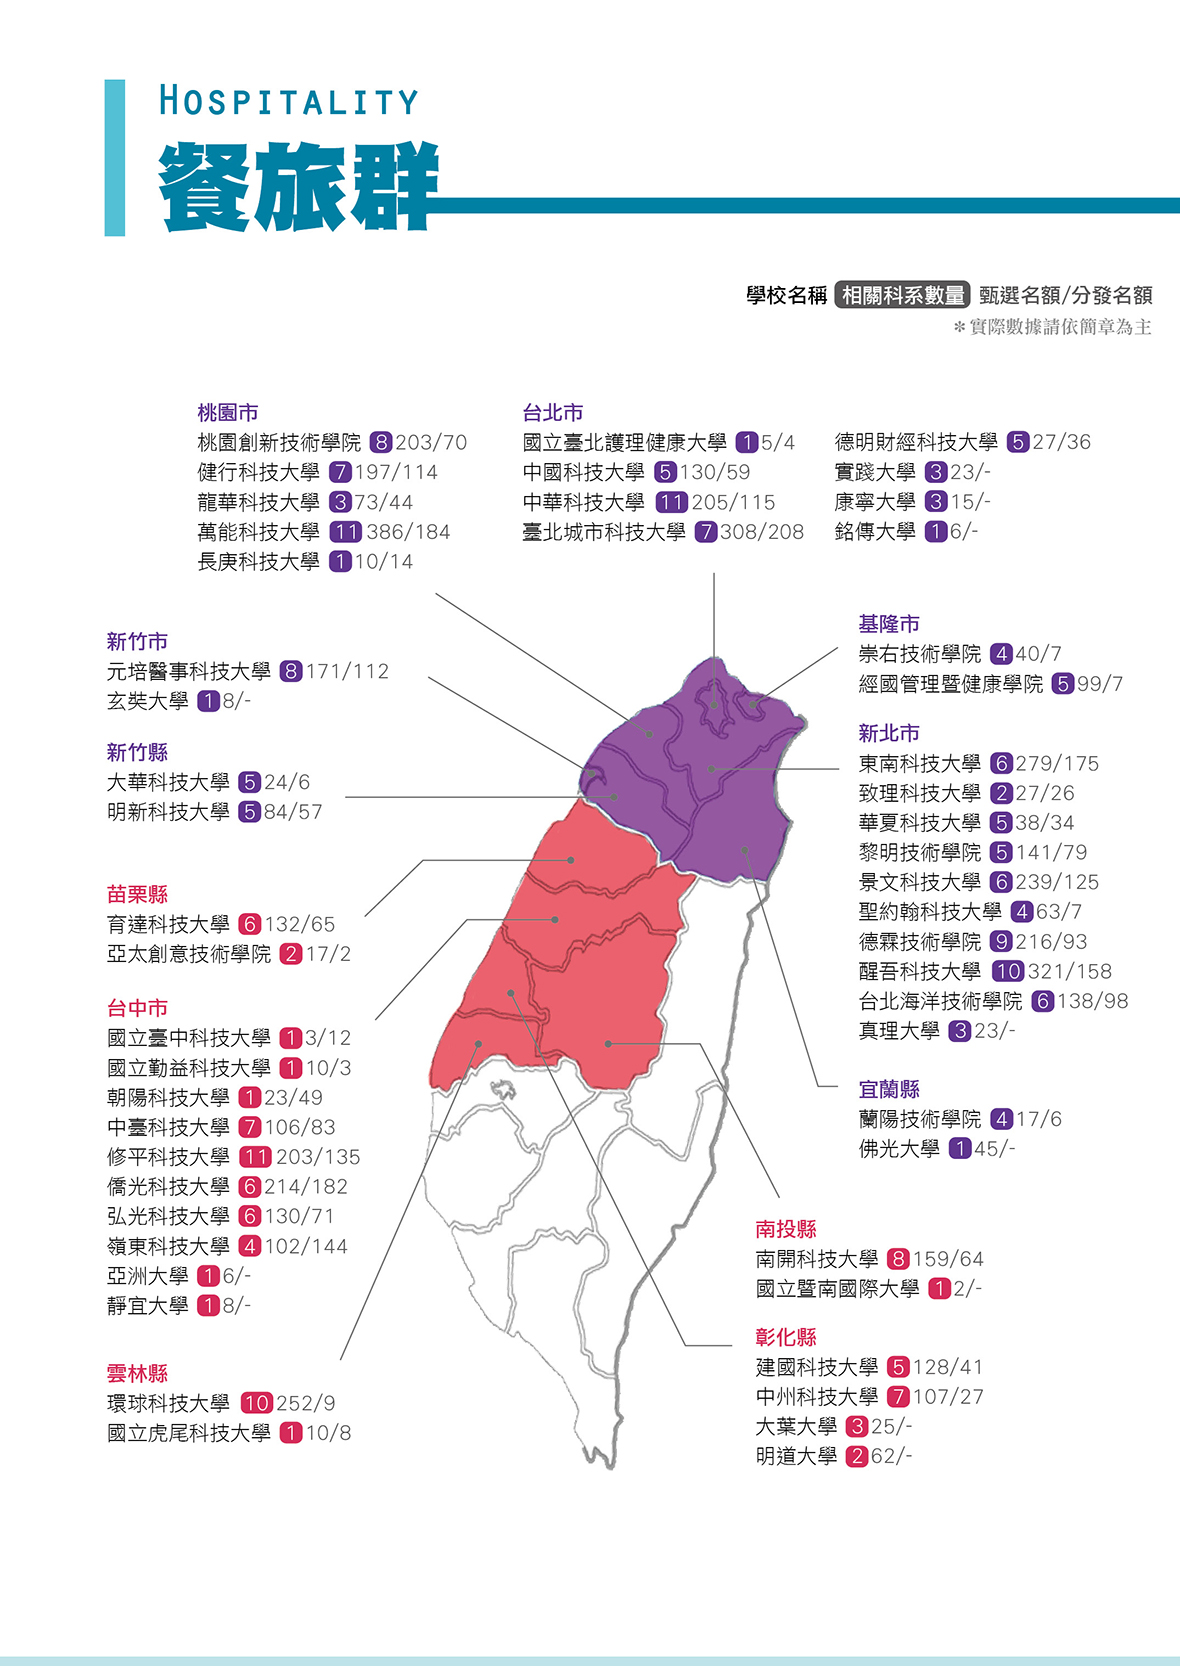 HOSPITALITY
餐旅群
學校名稱 相關科系數量 甄選名額/分發名額
＊實際數據請依簡章為主
桃園市
桃園創新技術學院 8 203/70
健行科技大學 7 197/114
龍華科技大學 3 73/44
萬能科技大學 11 386/184
長庚科技大學 1 10/14
台北市
國立臺北護理健康大學 1 5/4
中國科技大學 5 130/59
中華科技大學 11 205/115
臺北城市科技大學 7 308/208
德明財經科技大學 5 27/36
實踐大學 3 23/-
康寧大學 3 15/-
銘傳大學 1 6/-
新竹市
元培醫事科技大學 8 171/112
玄奘大學 1 8/-
新竹縣
大華科技大學 5 24/6
明新科技大學 5 84/57
基隆市
崇右技術學院 4 40/7
經國管理暨健康學院 5 99/7
新北市
東南科技大學 6 279/175
致理科技大學 2 27/26
華夏科技大學 5 38/34
黎明技術學院 5 141/79
景文科技大學 6 239/125
聖約翰科技大學 4 63/7
德霖技術學院 9 216/93
醒吾科技大學 10 321/158
台北海洋技術學院 6 138/98
真理大學 3 23/-
宜蘭縣
蘭陽技術學院 4 17/6
佛光大學 1 45/-
苗栗縣
育達科技大學 6 132/65
亞太創意技術學院 2 17/2
台中市
國立臺中科技大學 1 3/12
國立勤益科技大學 1 10/3
朝陽科技大學 1 23/49
中臺科技大學 7 106/83
修平科技大學 11 203/135
僑光科技大學 6 214/182
弘光科技大學 6 130/71
嶺東科技大學 4 102/144
亞洲大學 1 6/-
靜宜大學 1 8/-
雲林縣
環球科技大學 10 252/9
國立虎尾科技大學 1 10/8
南投縣
南開科技大學 8 159/64
國立暨南國際大學 1 2/-
彰化縣
建國科技大學 5 128/41
中州科技大學 7 107/27
大葉大學 3 25/-
明道大學 2 62/-